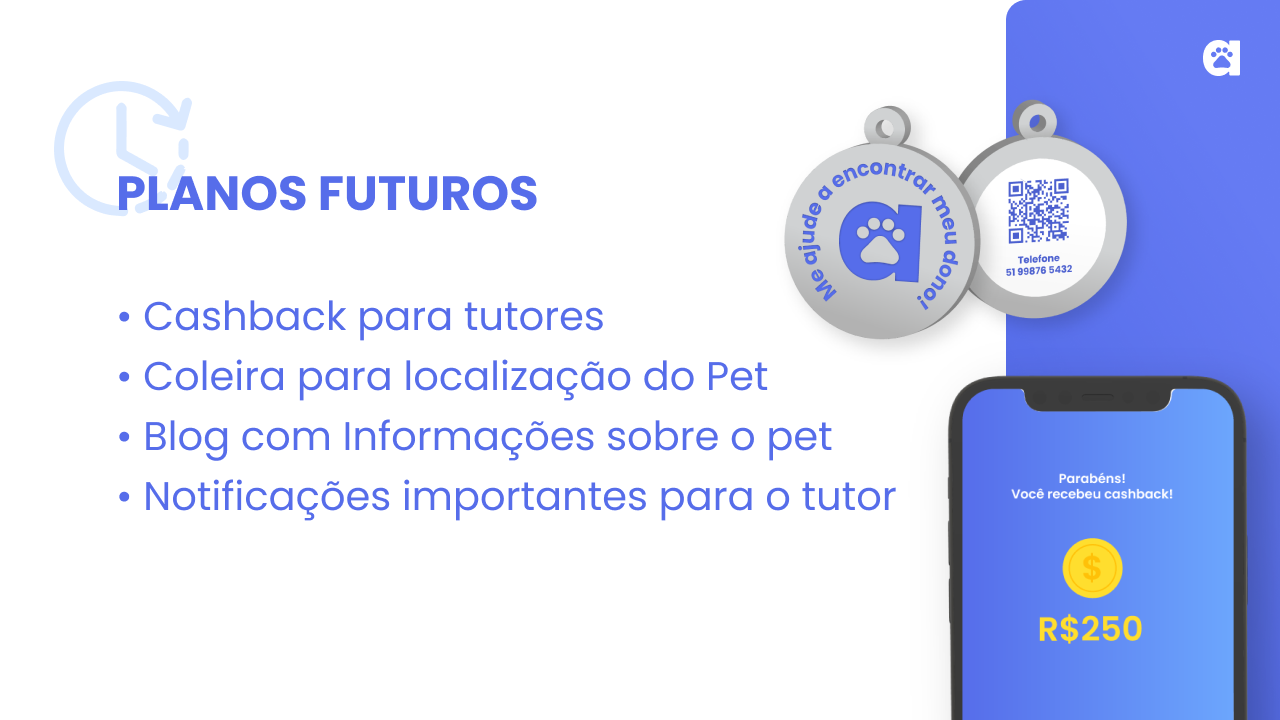 PLANOS FUTUROS
• Cashback para tutores
• Coleira para localização do Pet
• Blog com Informações sobre o pet
• Notificações importantes para o tutor
Me ajude a encontrar meu dono!
a
Telefone
51 99876 5432
a
Parabéns!
Você recebeu cashback!
$
R$250